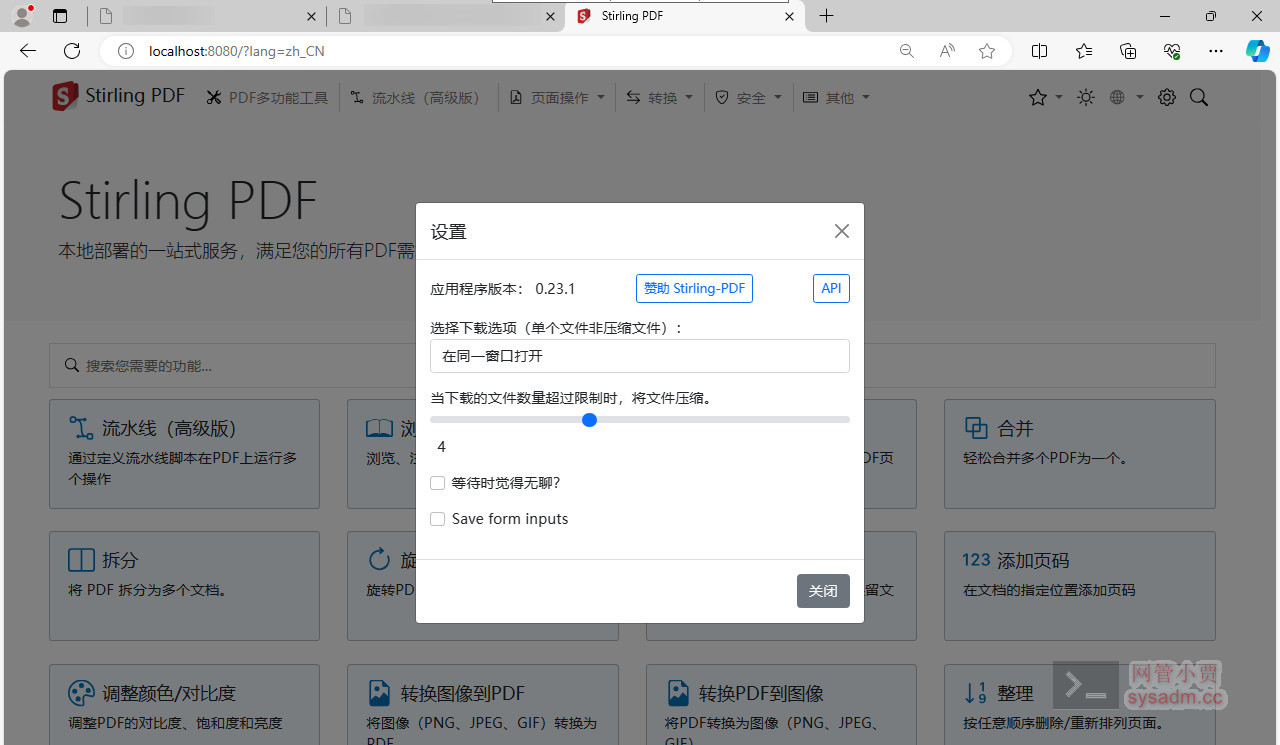 Stirling PDF
localhost:8080/?lang=zh_CN
Stirling PDF PDF多功能工具 流水线（高级版） 页面操作 转换 安全 其他
Stirling PDF
本地部署的一站式服务，满足您的所有PDF需
设置
应用程序版本： 0.23.1 赞助 Stirling-PDF API
选择下载选项（单个文件非压缩文件）：
在同一窗口打开
当下载的文件数量超过限制时，将文件压缩。
4
等待时觉得无聊?
Save form inputs
关闭
搜索您需要的功能...
流水线（高级版）
通过定义流水线脚本在PDF上运行多
个操作
浏览、
DF页
合并
轻松合并多个PDF为一个。
拆分
将 PDF 拆分为多个文档。
旋
旋转PD
留文
123 添加页码
在文档的指定位置添加页码
调整颜色/对比度
调整PDF的对比度、饱和度和亮度
转换图像到PDF
将图像（PNG、JPEG、GIF）转换为
PDF
转换PDF到图像
将PDF转换为图像（PNG、JPEG、
GIF）
整理
按任意顺序删除/重新排列页面。
网管小贾
sysadm.cc